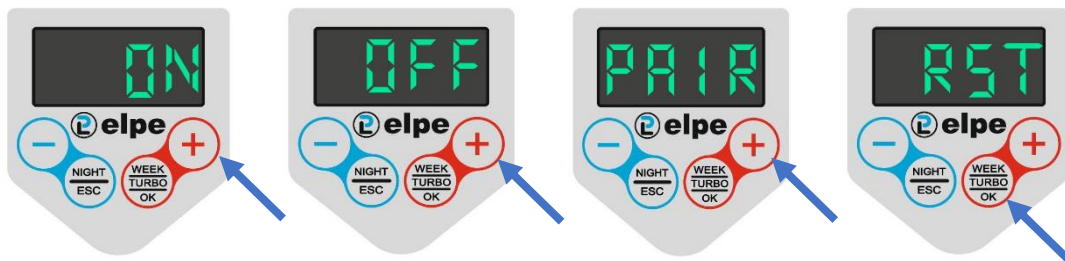 ON
elpe
− +
NIGHT
ESC
WEEK
TURBO
OK
OFF
elpe
− +
NIGHT
ESC
WEEK
TURBO
OK
PAIR
elpe
− +
NIGHT
ESC
WEEK
TURBO
OK
RST
elpe
− +
NIGHT
ESC
WEEK
TURBO
OK